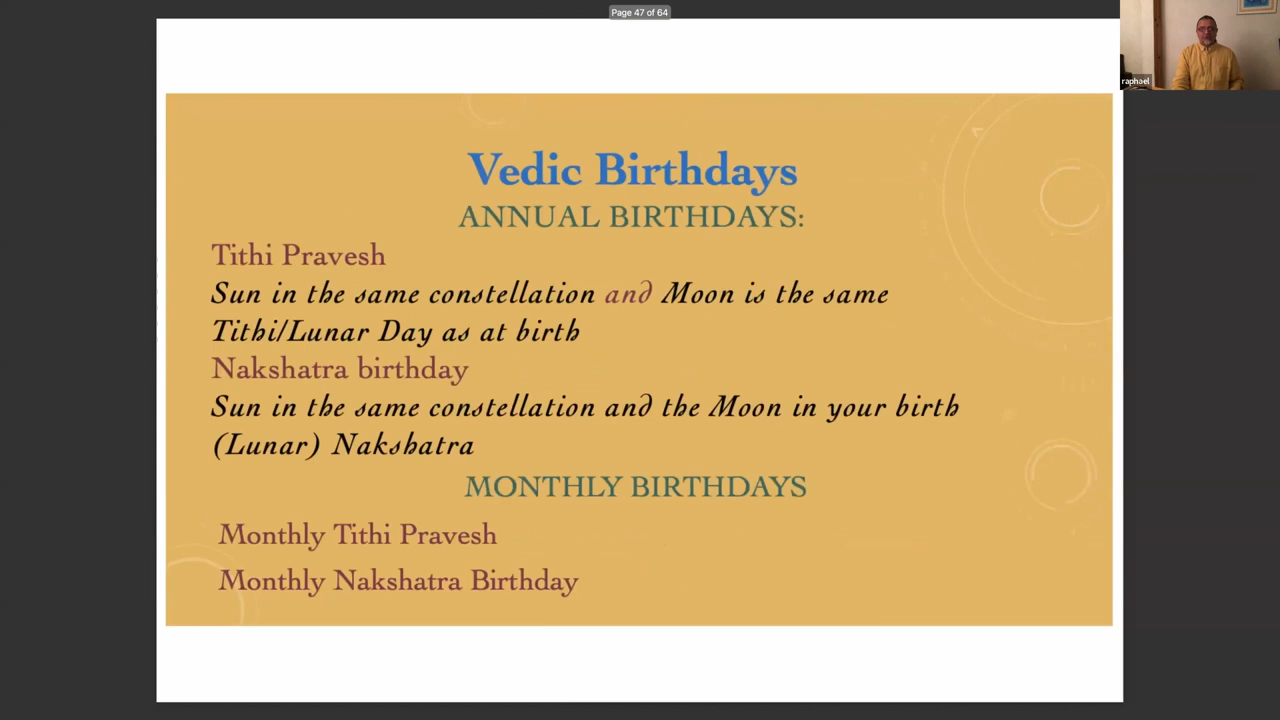 Page 47 of 64
raphael
Vedic Birthdays
ANNUAL BIRTHDAYS:
Tithi Pravesh
Sun in the same constellation and Moon is the same
Tithi/Lunar Day as at birth
Nakshatra birthday
Sun in the same constellation and the Moon in your birth
(Lunar) Nakshatra
MONTHLY BIRTHDAYS
Monthly Tithi Pravesh
Monthly Nakshatra Birthday